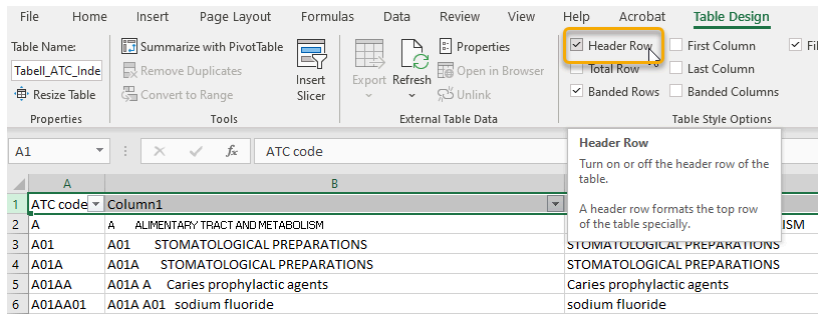 File Home Insert Page Layout Formulas Data Review View Help Acrobat Table Design
Table Name:
Tabell_ATC_Inde
Resize Table
Properties
Summarize with PivotTable
Remove Duplicates
Convert to Range
Insert
Slicer
Tools
Export
Refresh
Properties
Open in Browser
Unlink
External Table Data
Header Row
Total Row
Banded Rows
First Column
Last Column
Banded Columns
Table Style Options
A1 fx ATC code
Header Row
Turn on or off the header row of the
table.
A header row formats the top row
of the table specially.
A B
1 ATC code Column1
2 A A ALIMENTARY TRACT AND METABOLISM
3 A01 A01 STOMATOLOGICAL PREPARATIONS STOMATOLOGICAL PREPARATIONS
4 A01A A01A STOMATOLOGICAL PREPARATIONS STOMATOLOGICAL PREPARATIONS
5 A01AA A01A A Caries prophylactic agents Caries prophylactic agents
6 A01AA01 A01A A01 sodium fluoride sodium fluoride